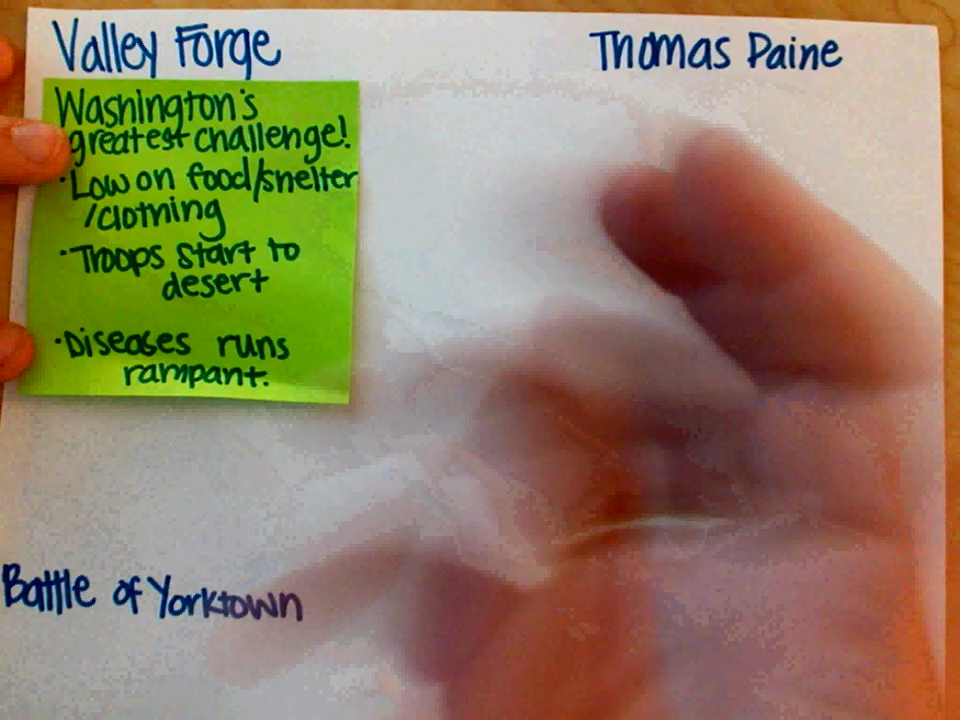 Valley Forge
Thomas Paine
Washington's
greatest challenge!
· Low on food/shelter
/clothing
· Troops start to
desert
· Diseases runs
rampant.
Battle of Yorktown